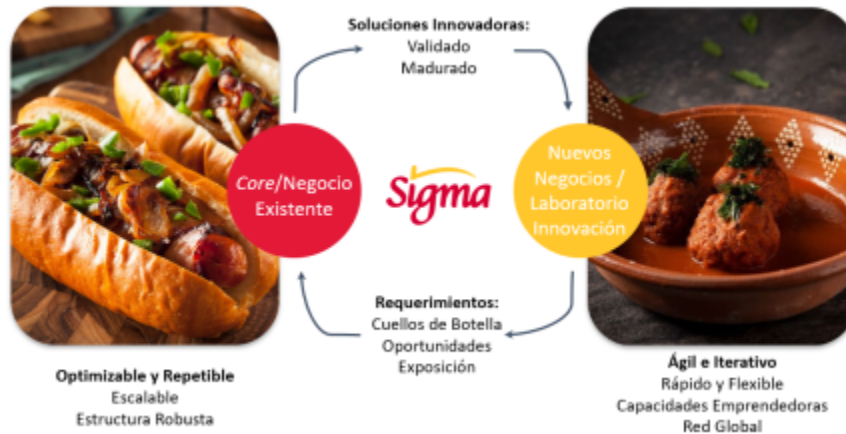 Soluciones Innovadoras:
Validado
Madurado
Core/Negocio
Existente
Sigma
Nuevos
Negocios /
Laboratorio
Innovación
Requerimientos:
Cuellos de Botella
Oportunidades
Exposición
Optimizable y Repetible
Escalable
Estructura Robusta
Ágil e Iterativo
Rápido y Flexible
Capacidades Emprendedoras
Red Global